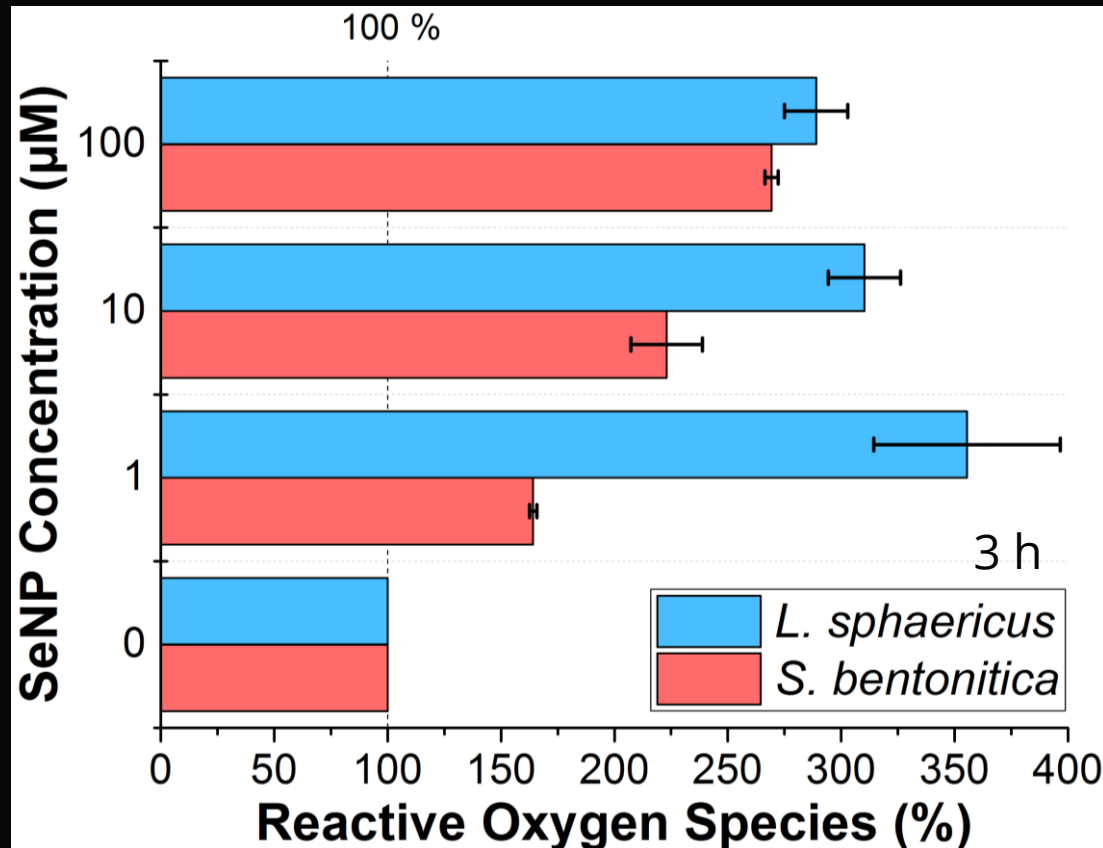 100 %
SeNP Concentration (µM)
100
10
1
0
3 h
L. sphaericus
S. bentonitica
0 50 100 150 200 250 300 350 400
Reactive Oxygen Species (%)